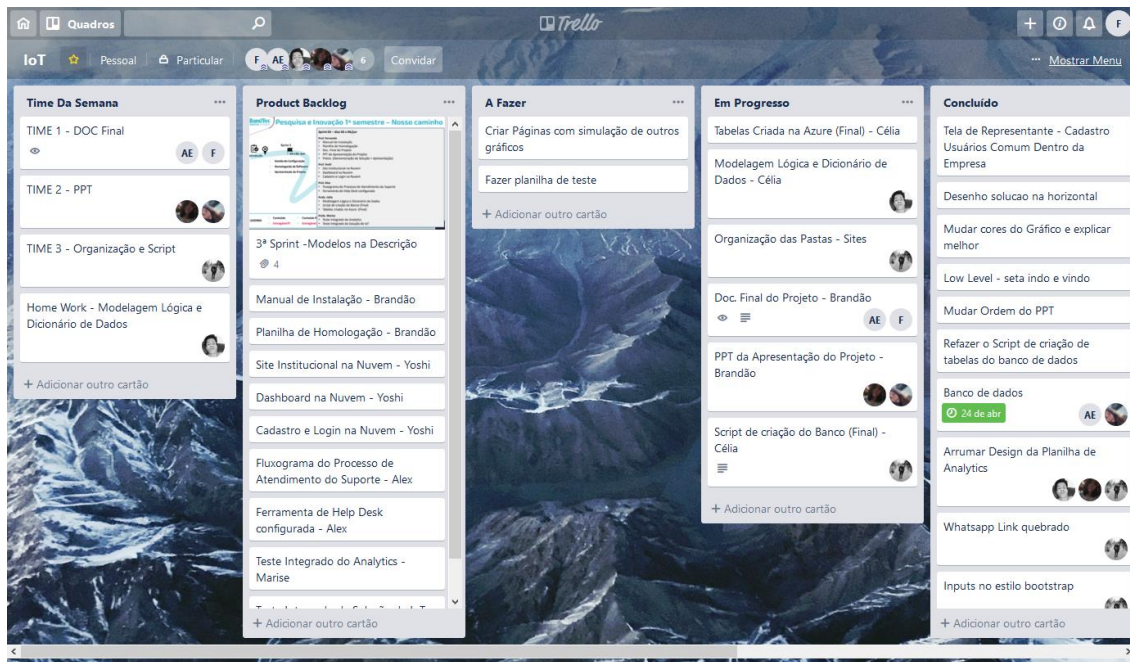 Quadros
Trello
F
IoT
Pessoal
Particular
F
AE
6
Convidar
··· Mostrar Menu
Time Da Semana
TIME 1 - DOC Final
AE
F
TIME 2 - PPT
TIME 3 - Organização e Script
Home Work - Modelagem Lógica e
Dicionário de Dados
+ Adicionar outro cartão
Product Backlog
Pesquisa e Inovação 1º semestre - Nosso caminho
3ª Sprint -Modelos na Descrição
4
Manual de Instalação - Brandão
Planilha de Homologação - Brandão
Site Institucional na Nuvem - Yoshi
Dashboard na Nuvem - Yoshi
Cadastro e Login na Nuvem - Yoshi
Fluxograma do Processo de
Atendimento do Suporte - Alex
Ferramenta de Help Desk
configurada - Alex
Teste Integrado do Analytics -
Marise
+ Adicionar outro cartão
A Fazer
Criar Páginas com simulação de outros
gráficos
Fazer planilha de teste
+ Adicionar outro cartão
Em Progresso
Tabelas Criada na Azure (Final) - Célia
Modelagem Lógica e Dicionário de
Dados - Célia
Organização das Pastas - Sites
Doc. Final do Projeto - Brandão
AE
F
PPT da Apresentação do Projeto -
Brandão
Script de criação do Banco (Final) -
Célia
+ Adicionar outro cartão
Concluído
Tela de Representante - Cadastro
Usuários Comum Dentro da
Empresa
Desenho solucao na horizontal
Mudar cores do Gráfico e explicar
melhor
Low Level - seta indo e vindo
Mudar Ordem do PPT
Refazer o Script de criação de
tabelas do banco de dados
Banco de dados
24 de abr
AE
Arrumar Design da Planilha de
Analytics
Whatsapp Link quebrado
Inputs no estilo bootstrap
+ Adicionar outro cartão